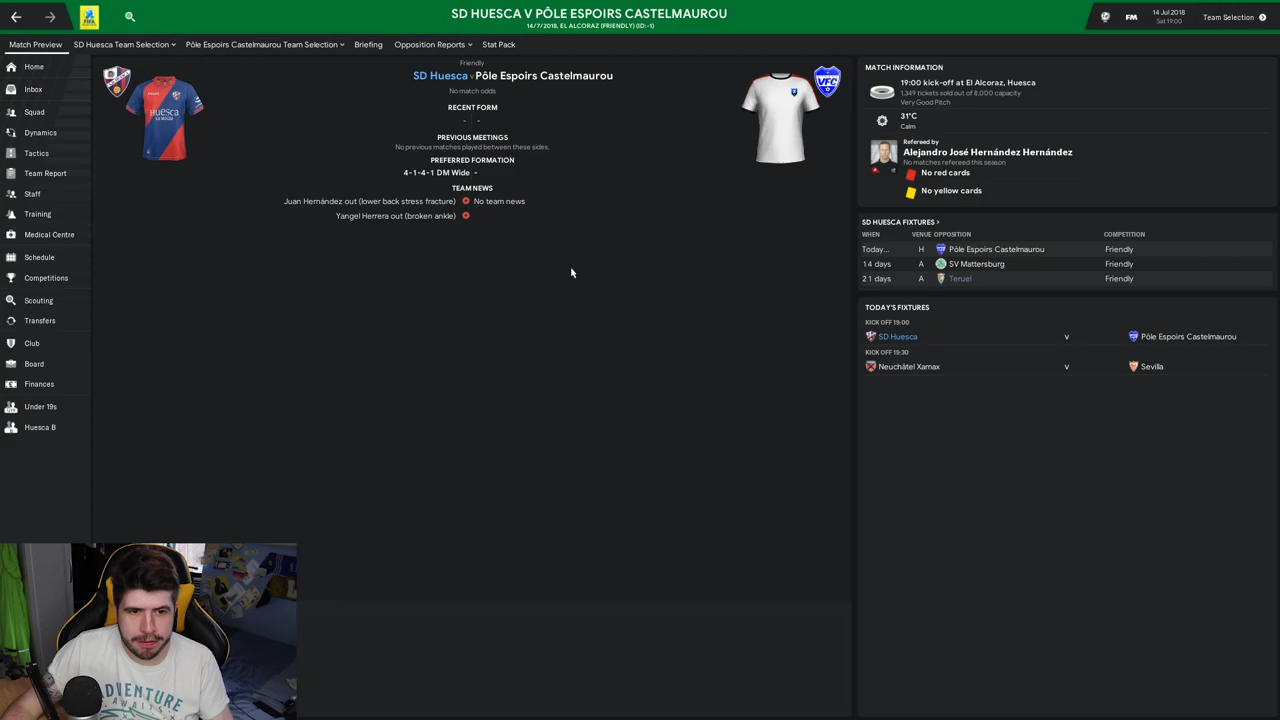 SD HUESCA V PÔLE ESPOIRS CASTELMAUROU
14/7/2018, EL ALCORAZ (FRIENDLY) (ID:-1)
FM
14 Jul 2018
Sat 19:00
Team Selection
Match Preview
SD Huesca Team Selection
Pôle Espoirs Castelmaurou Team Selection
Briefing
Opposition Reports
Stat Pack
Home
Inbox
Squad
Dynamics
Tactics
Team Report
Staff
Training
Medical Centre
Schedule
Competitions
Scouting
Transfers
Club
Board
Finances
Under 19s
Huesca B
Friendly
SD Huesca v Pôle Espoirs Castelmaurou
No match odds
Huesca
LA MAGIA
VFC
RECENT FORM
- -
PREVIOUS MEETINGS
No previous matches played between these sides.
PREFERRED FORMATION
4-1-4-1 DM Wide -
TEAM NEWS
Juan Hernández out (lower back stress fracture) No team news
Yangel Herrera out (broken ankle)
MATCH INFORMATION
19:00 kick-off at El Alcoraz, Huesca
1,349 tickets sold out of 8,000 capacity
Very Good Pitch
31°C
Calm
Refereed by
Alejandro José Hernández Hernández
No matches refereed this season
No red cards
No yellow cards
SD HUESCA FIXTURES >
WHEN VENUE OPPOSITION COMPETITION
Today... H Pôle Espoirs Castelmaurou Friendly
14 days A SV Mattersburg Friendly
21 days A Teruel Friendly
TODAY'S FIXTURES
KICK OFF 19:00
SD Huesca v Pôle Espoirs Castelmaurou
KICK OFF 19:30
Neuchâtel Xamax v Sevilla
ADVENTURE
AWAITS